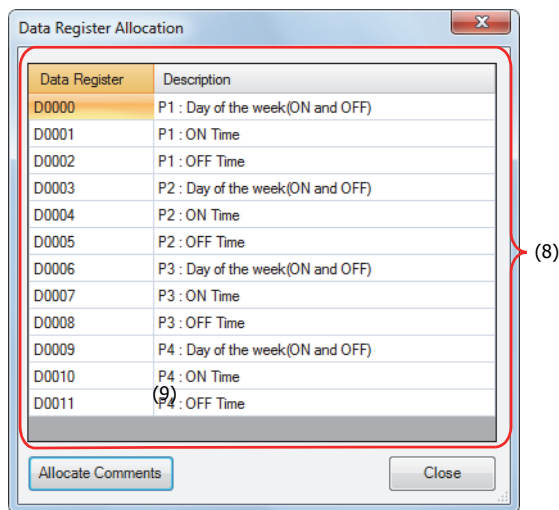 Data Register Allocation
x
Data Register Description
D0000 P1 : Day of the week(ON and OFF)
D0001 P1 : ON Time
D0002 P1 : OFF Time
D0003 P2 : Day of the week(ON and OFF)
D0004 P2 : ON Time
D0005 P2 : OFF Time
D0006 P3 : Day of the week(ON and OFF)
(8)
D0007 P3 : ON Time
D0008 P3 : OFF Time
D0009 P4 : Day of the week(ON and OFF)
D0010 P4 : ON Time
(9)
D0011 P4 : OFF Time
Allocate Comments Close